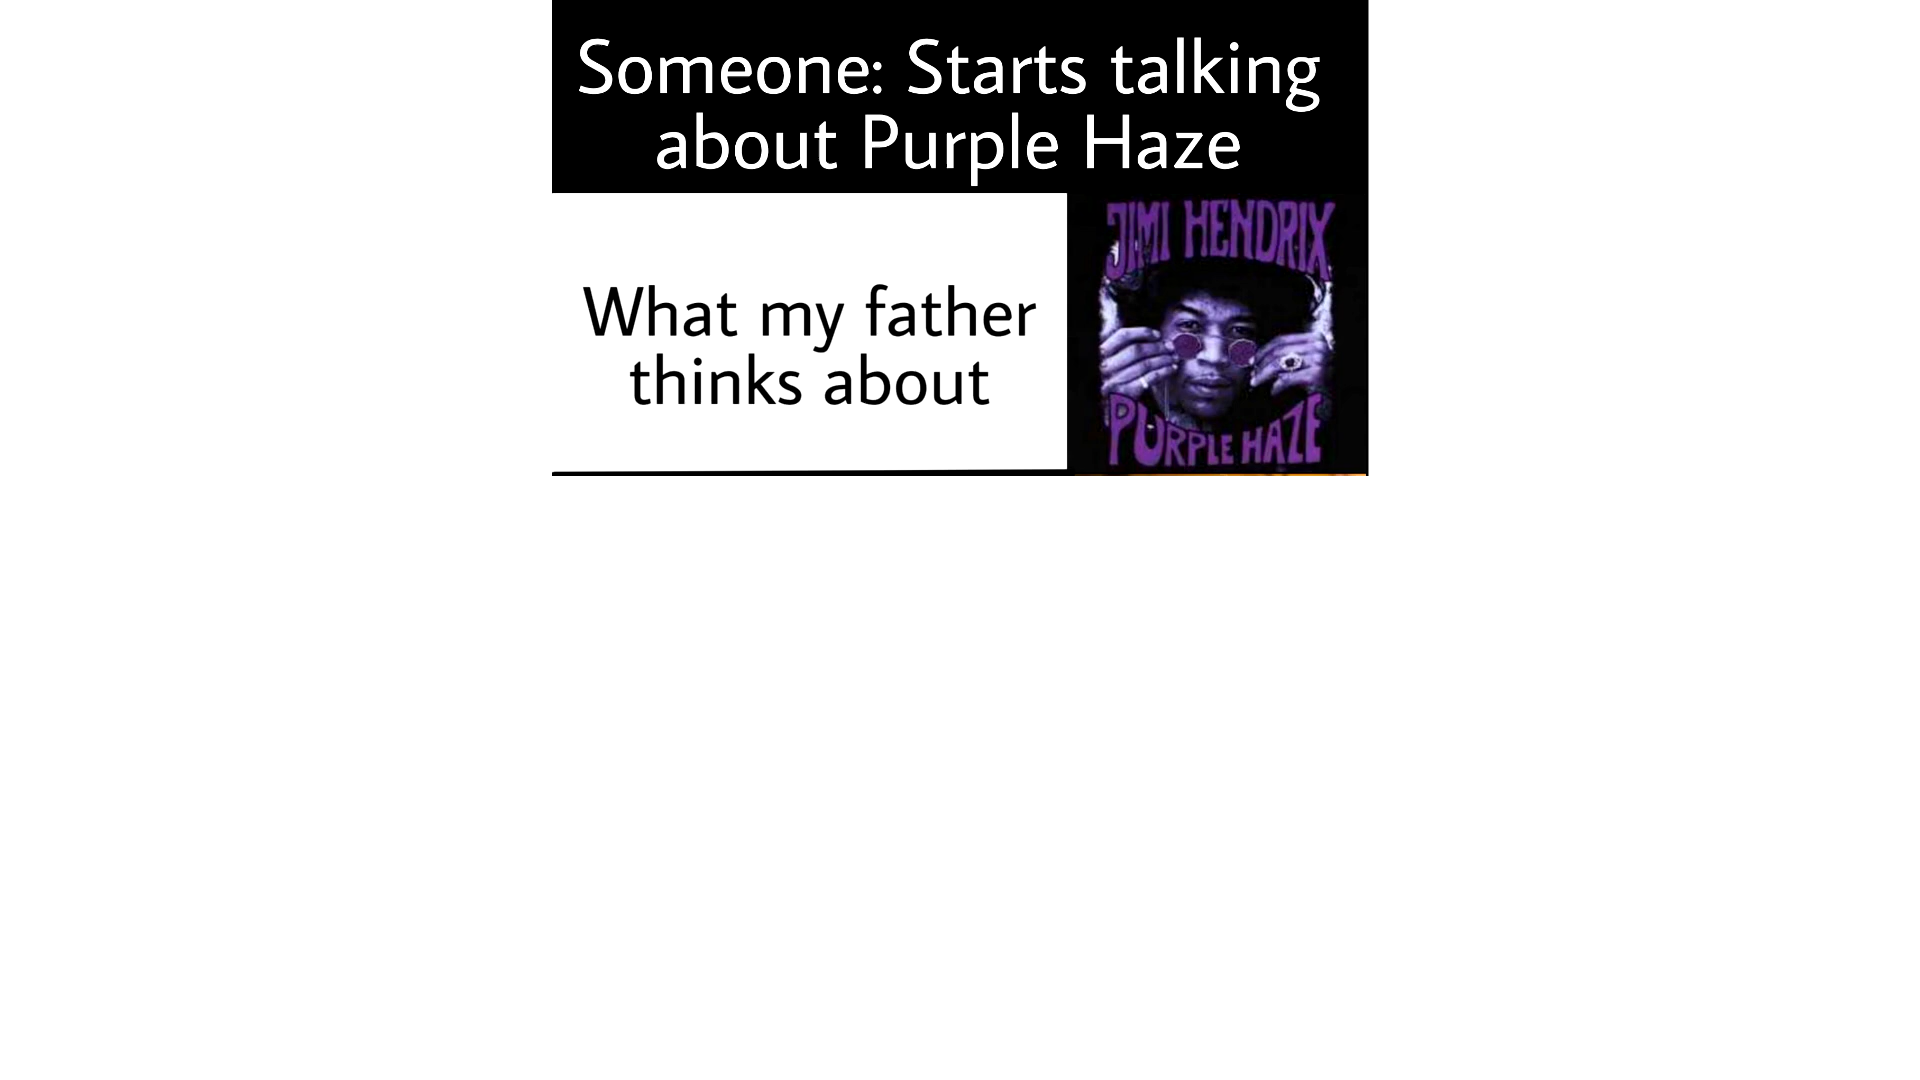 Someone: Starts talking
about Purple Haze
JIMI HENDRIX
What my father
thinks about
PURPLE HAZE